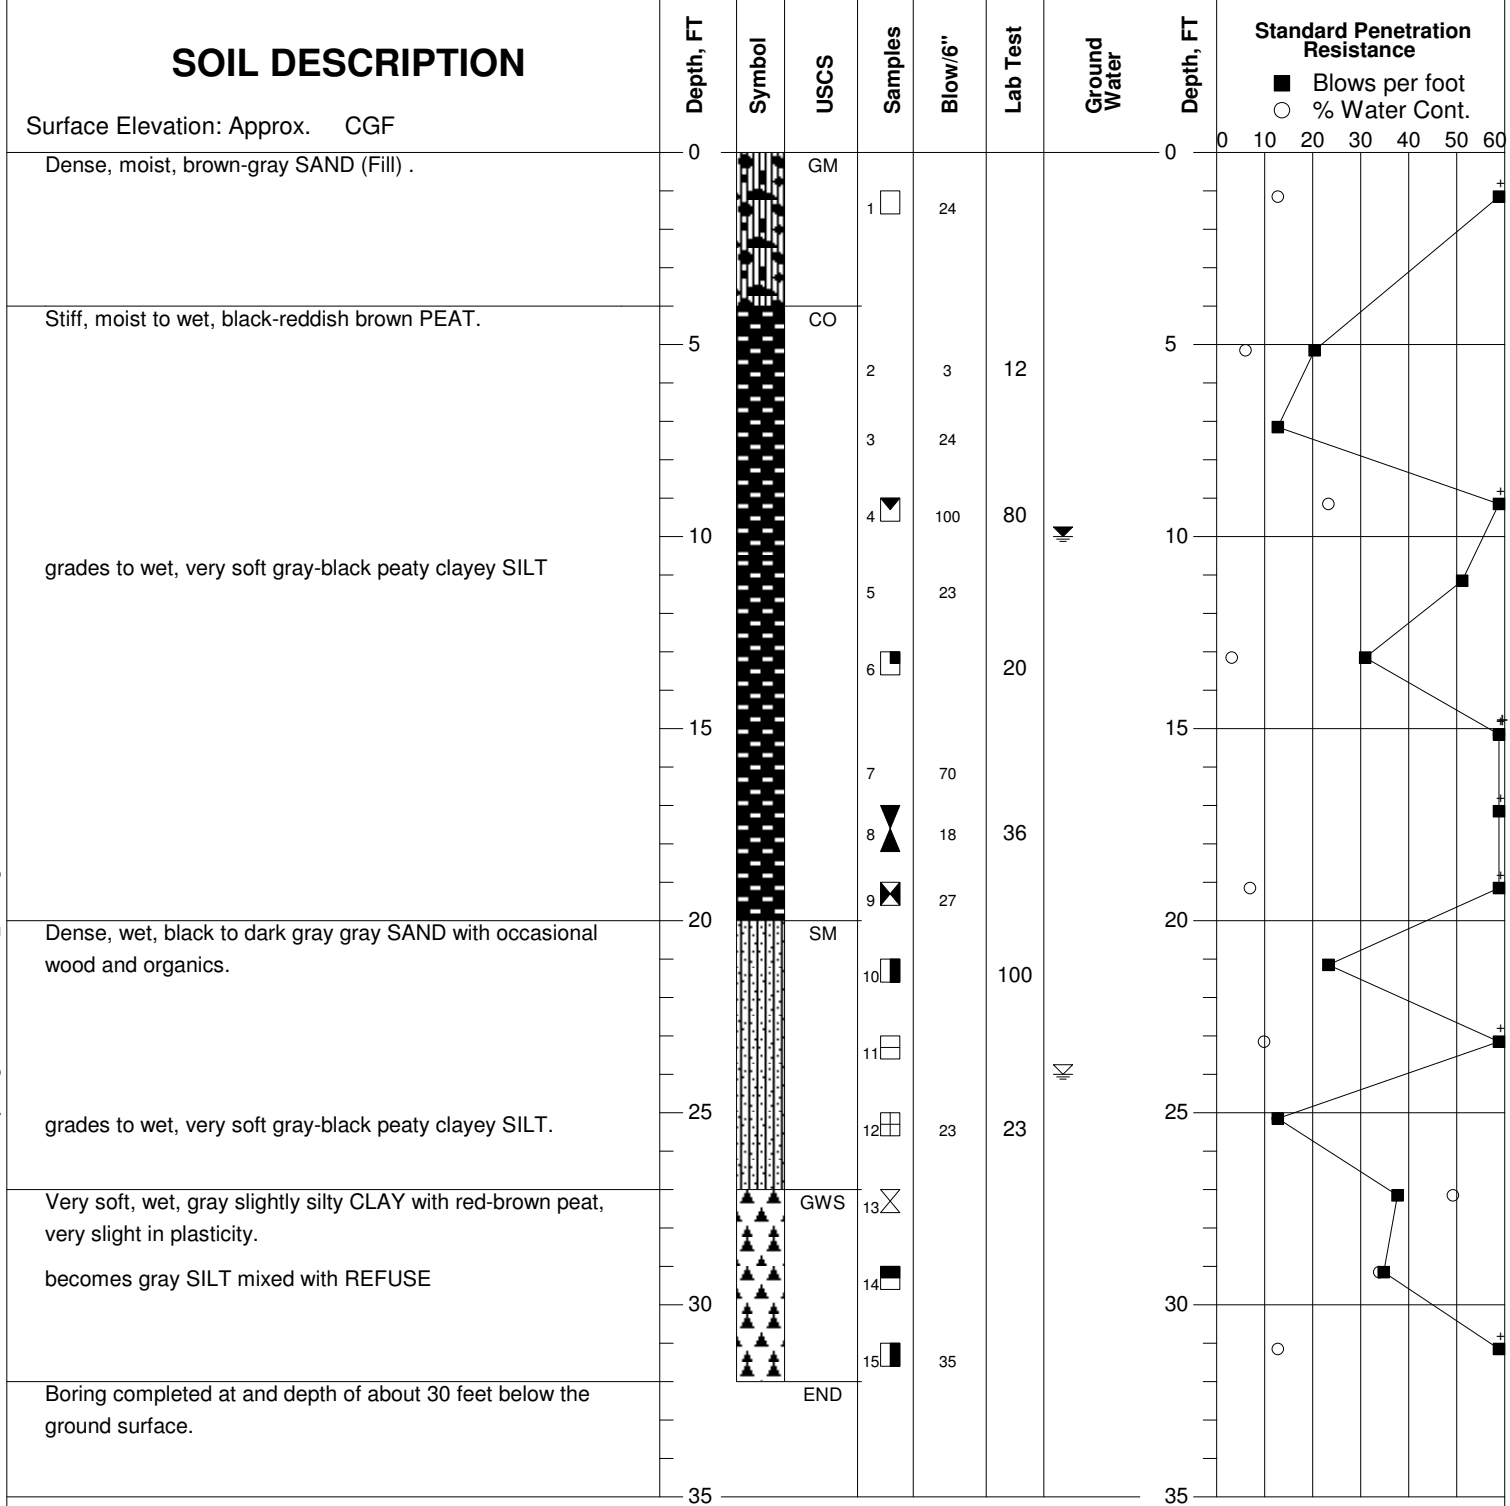 SOIL DESCRIPTION
Surface Elevation: Approx. CGF
Depth, FT
Symbol
USCS
Samples
Blow/6"
Lab Test
Ground
Water
Depth, FT
Standard Penetration
Resistance
Blows per foot
% Water Cont.
0 10 20 30 40 50 60
0 0
Dense, moist, brown-gray SAND (Fill) . GM
1 24
Stiff, moist to wet, black-reddish brown PEAT. CO
5 5
2 3 12
3 24
4 100 80
10 10
grades to wet, very soft gray-black peaty clayey SILT
5 23
6 20
15 15
7 70
8 18 36
9 27
20 20
Dense, wet, black to dark gray gray SAND with occasional SM
wood and organics.
10 100
11
25 25
grades to wet, very soft gray-black peaty clayey SILT.
12 23 23
Very soft, wet, gray slightly silty CLAY with red-brown peat, GWS 13
very slight in plasticity.
becomes gray SILT mixed with REFUSE
14
30 30
15 35
Boring completed at and depth of about 30 feet below the END
ground surface.
35 35